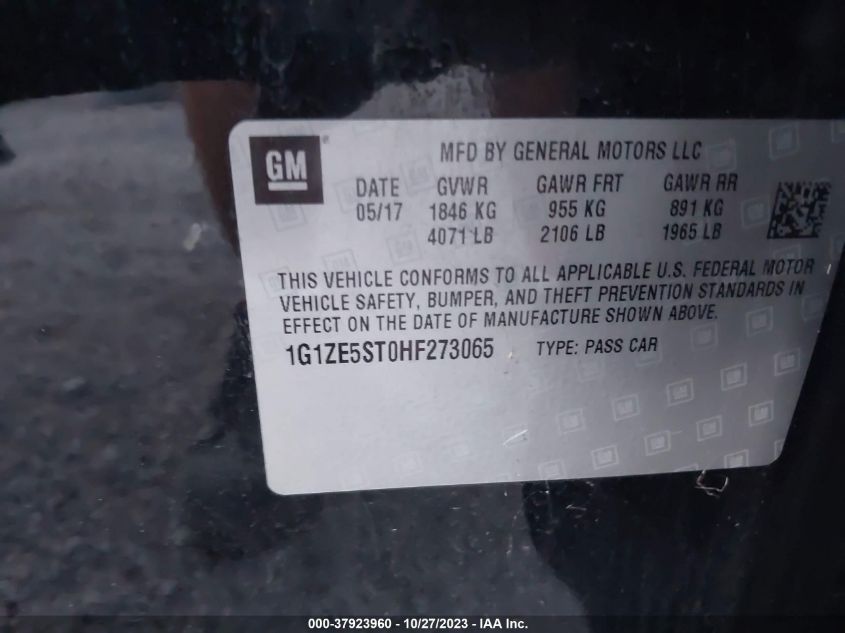 GM
MFD BY GENERAL MOTORS LLC
DATE GVWR GAWR FRT GAWR RR
05/17 1846 KG 955 KG 891 KG
4071 LB 2106 LB 1965 LB
THIS VEHICLE CONFORMS TO ALL APPLICABLE U.S. FEDERAL MOTOR
VEHICLE SAFETY, BUMPER, AND THEFT PREVENTION STANDARDS IN
EFFECT ON THE DATE OF MANUFACTURE SHOWN ABOVE.
1G1ZE5ST0HF273065 TYPE: PASS CAR
000-37923960 - 10/27/2023 - IAA Inc.